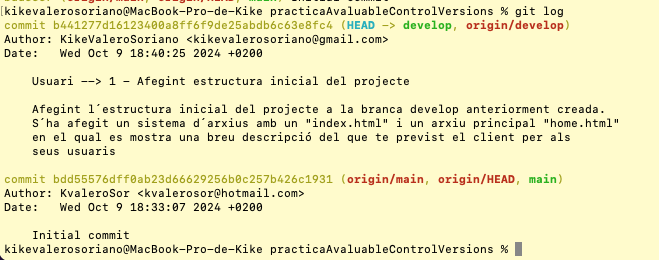 kikevalerosoriano@MacBook-Pro-de-Kike practicaAvaluableControlVersions % git log
commit b441277d16123400a8ff6f9de25abdb6c63e8fc4 (HEAD -> develop, origin/develop)
Author: KikeValeroSoriano <kikevalerosoriano@gmail.com>
Date:   Wed Oct 9 18:40:25 2024 +0200
Usuari --> 1 - Afegint estructura inicial del projecte
Afegint l´estructura inicial del projecte a la branca develop anteriorment creada.
S´ha afegit un sistema d´arxius amb un "index.html" i un arxiu principal "home.html"
en el qual es mostra una breu descripció del que te previst el client per als
seus usuaris
commit bdd55576dff0ab23d66629256b0c257b426c1931 (origin/main, origin/HEAD, main)
Author: KvaleroSor <kvalerosor@hotmail.com>
Date:   Wed Oct 9 18:33:07 2024 +0200
Initial commit
kikevalerosoriano@MacBook-Pro-de-Kike practicaAvaluableControlVersions %